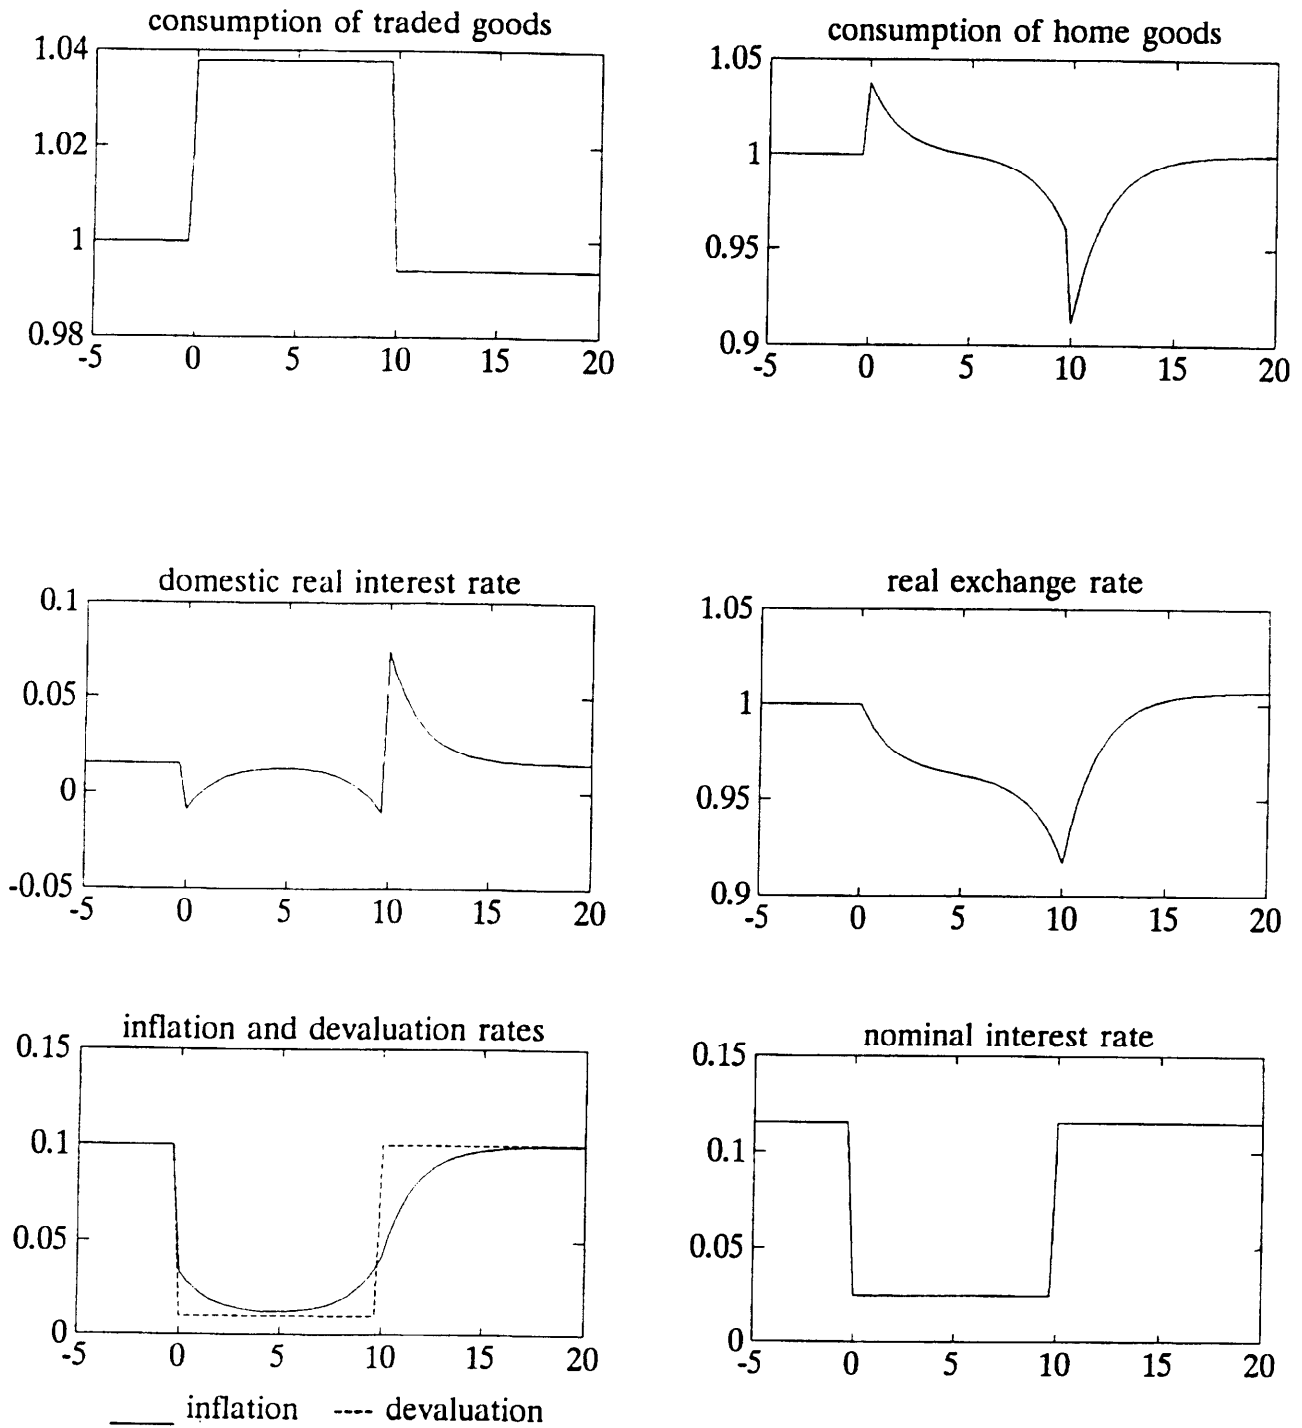 consumption of traded goods
1.04
1.02
1
0.98
-5 0 5 10 15 20
consumption of home goods
1.05
1
0.95
0.9
-5 0 5 10 15 20
domestic real interest rate
0.1
0.05
0
-0.05
-5 0 5 10 15 20
real exchange rate
1.05
1
0.95
0.9
-5 0 5 10 15 20
inflation and devaluation rates
0.15
0.1
0.05
0
-5 0 5 10 15 20
inflation ---- devaluation
nominal interest rate
0.15
0.1
0.05
0
-5 0 5 10 15 20